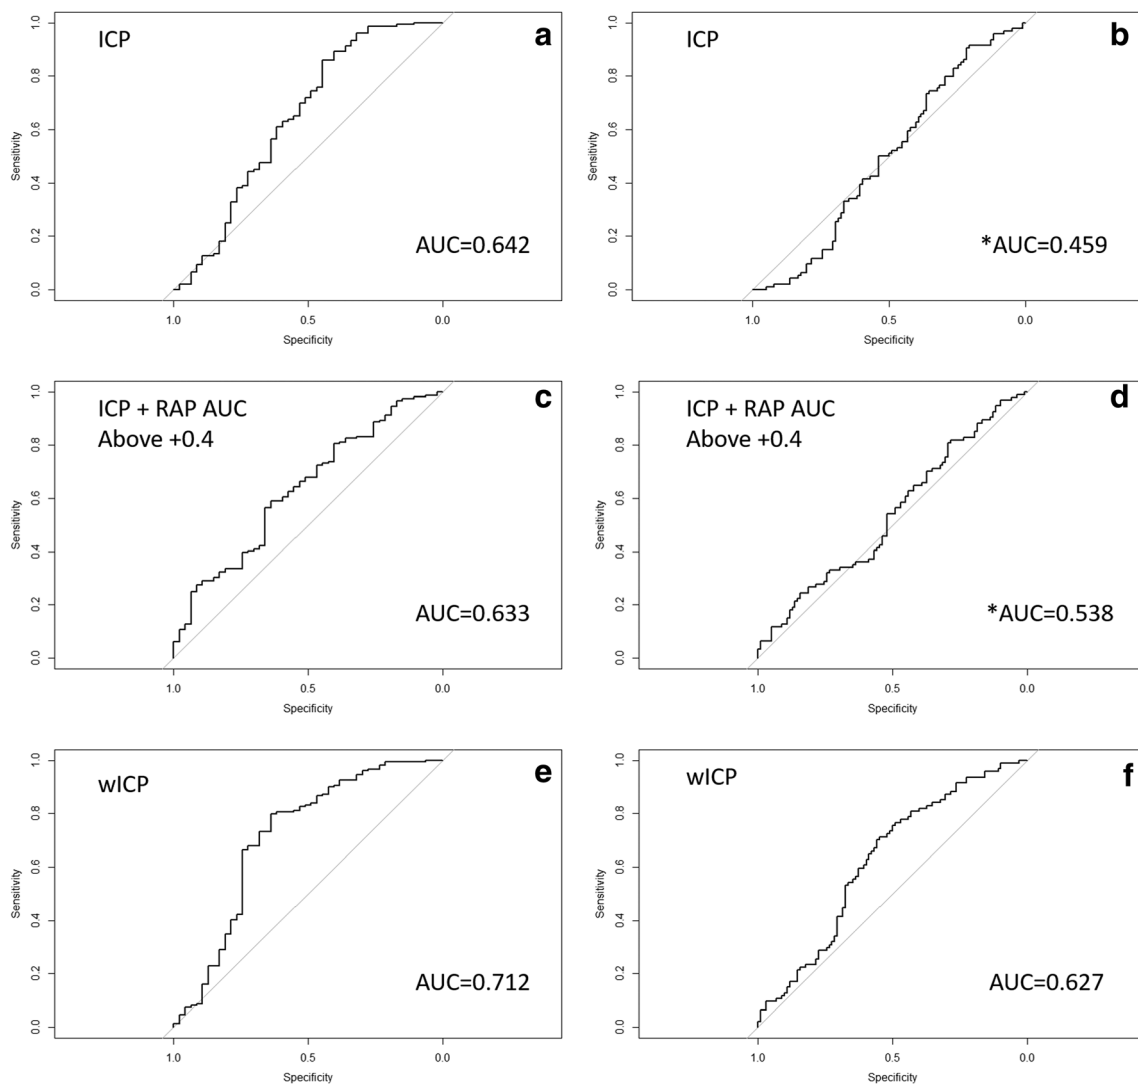 ICP
a
1.0
0.8
0.6
0.4
0.2
0.0
Sensitivity
AUC=0.642
1.0
0.5
0.0
Specificity
ICP
b
1.0
0.8
0.6
0.4
0.2
0.0
Sensitivity
*AUC=0.459
1.0
0.5
0.0
Specificity
ICP + RAP AUC
Above +0.4
c
1.0
0.8
0.6
0.4
0.2
0.0
Sensitivity
AUC=0.633
1.0
0.5
0.0
Specificity
ICP + RAP AUC
Above +0.4
d
1.0
0.8
0.6
0.4
0.2
0.0
Sensitivity
*AUC=0.538
1.0
0.5
0.0
Specificity
wICP
e
1.0
0.8
0.6
0.4
0.2
0.0
Sensitivity
AUC=0.712
1.0
0.5
0.0
Specificity
wICP
f
1.0
0.8
0.6
0.4
0.2
0.0
Sensitivity
AUC=0.627
1.0
0.5
0.0
Specificity